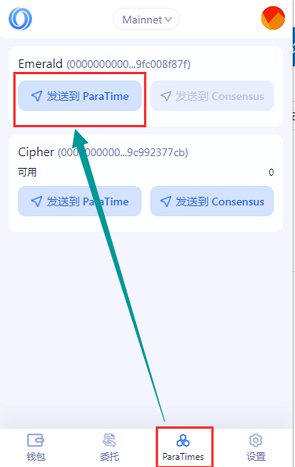 Mainnet
Emerald (0000000000...9fc008f87f)
发送到 ParaTime
发送到 Consensus
Cipher (0000000000...9c992377cb)
可用
0
发送到 ParaTime
发送到 Consensus
钱包
委托
ParaTimes
设置